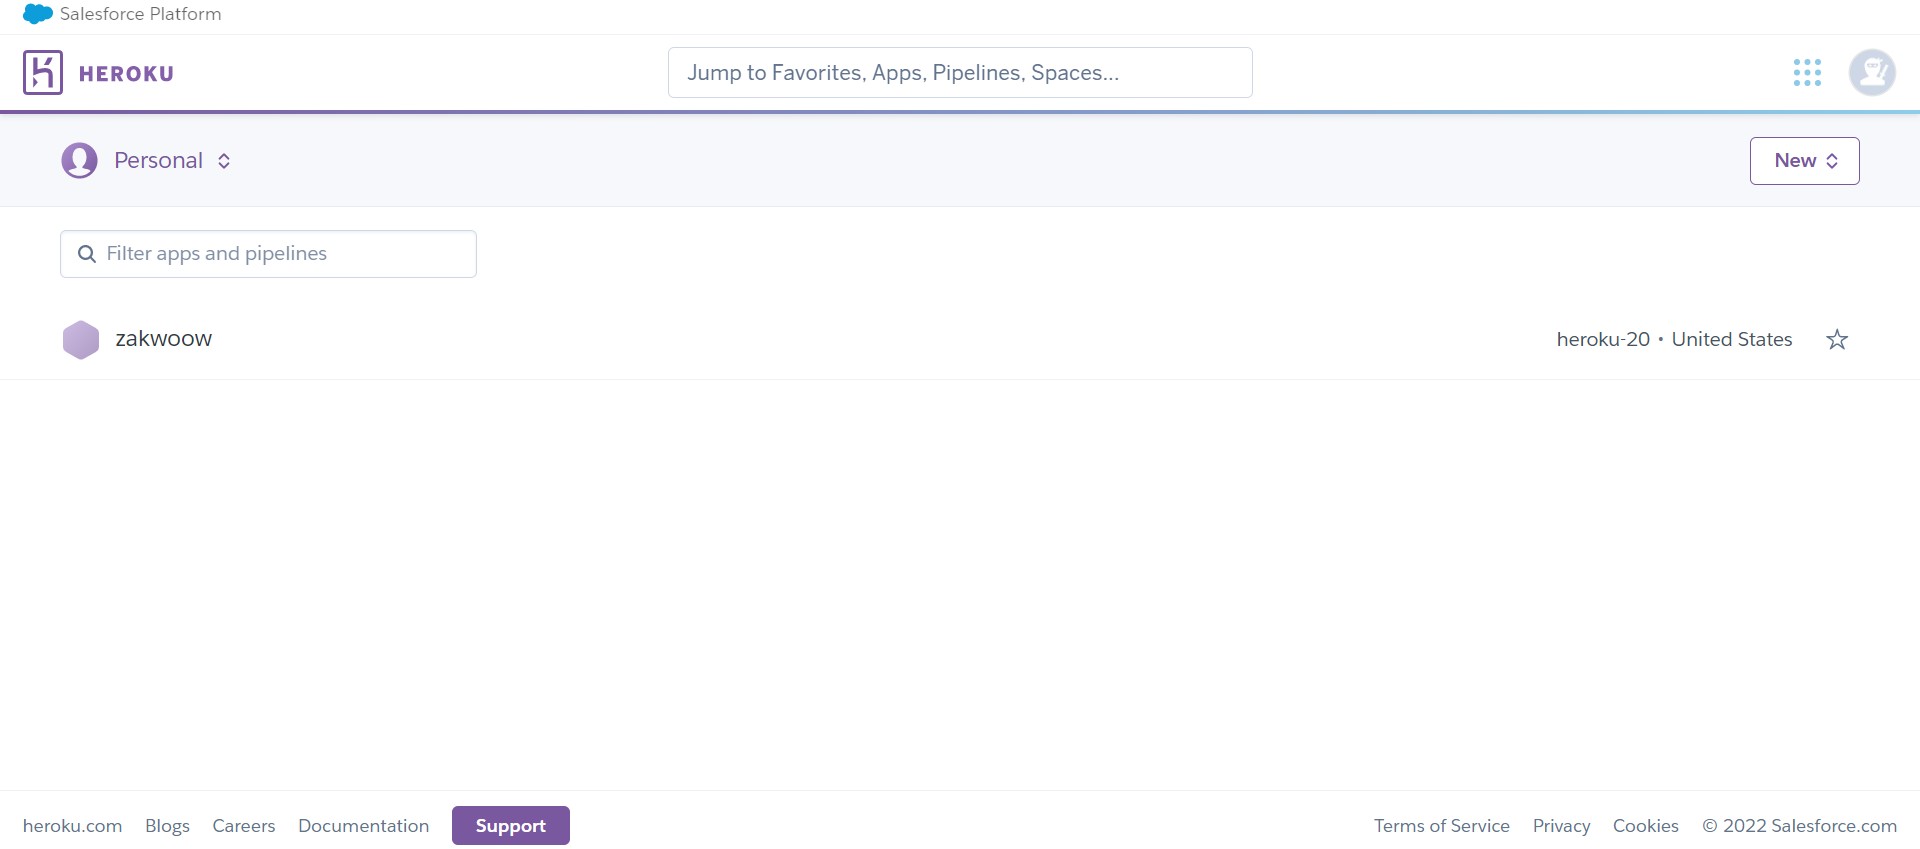 Salesforce Platform
HEROKU
Jump to Favorites, Apps, Pipelines, Spaces...
Personal
New
Filter apps and pipelines
zakwoow
heroku-20 • United States
heroku.com Blogs Careers Documentation Support Terms of Service Privacy Cookies © 2022 Salesforce.com